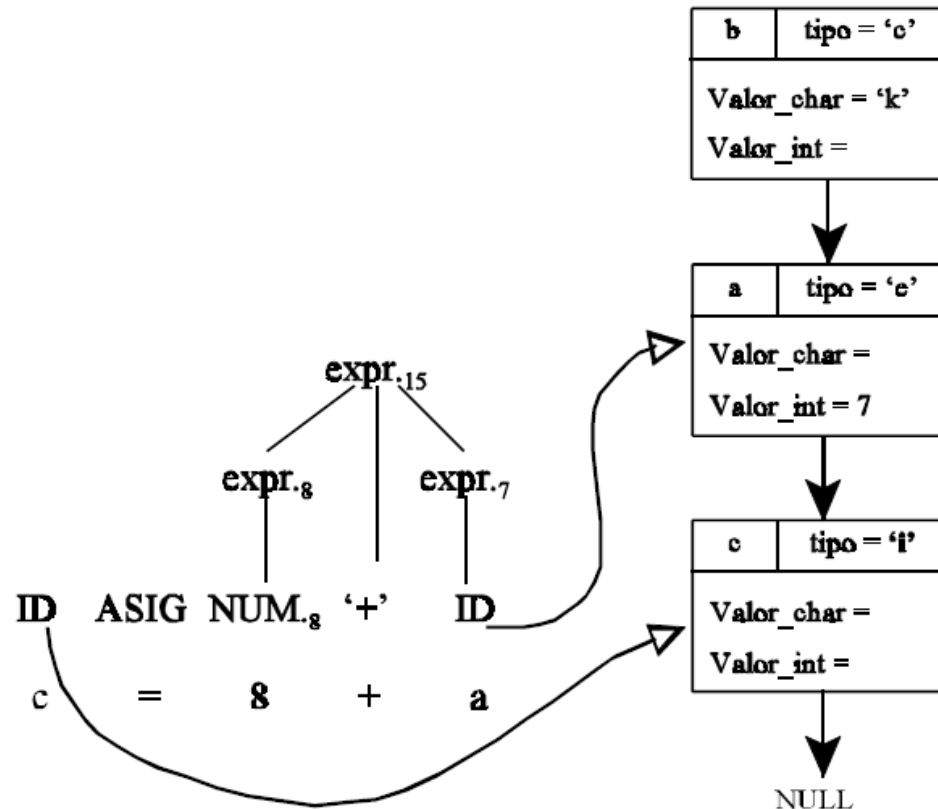 b tipo = ‘c’
Valor_char = ‘k’
Valor_int =
a tipo = ‘e’
Valor_char =
Valor_int = 7
c tipo = ‘i’
Valor_char =
Valor_int =
NULL
expr.15
expr.8 expr.7
ID ASIG NUM.8 ‘+’ ID
c = 8 + a